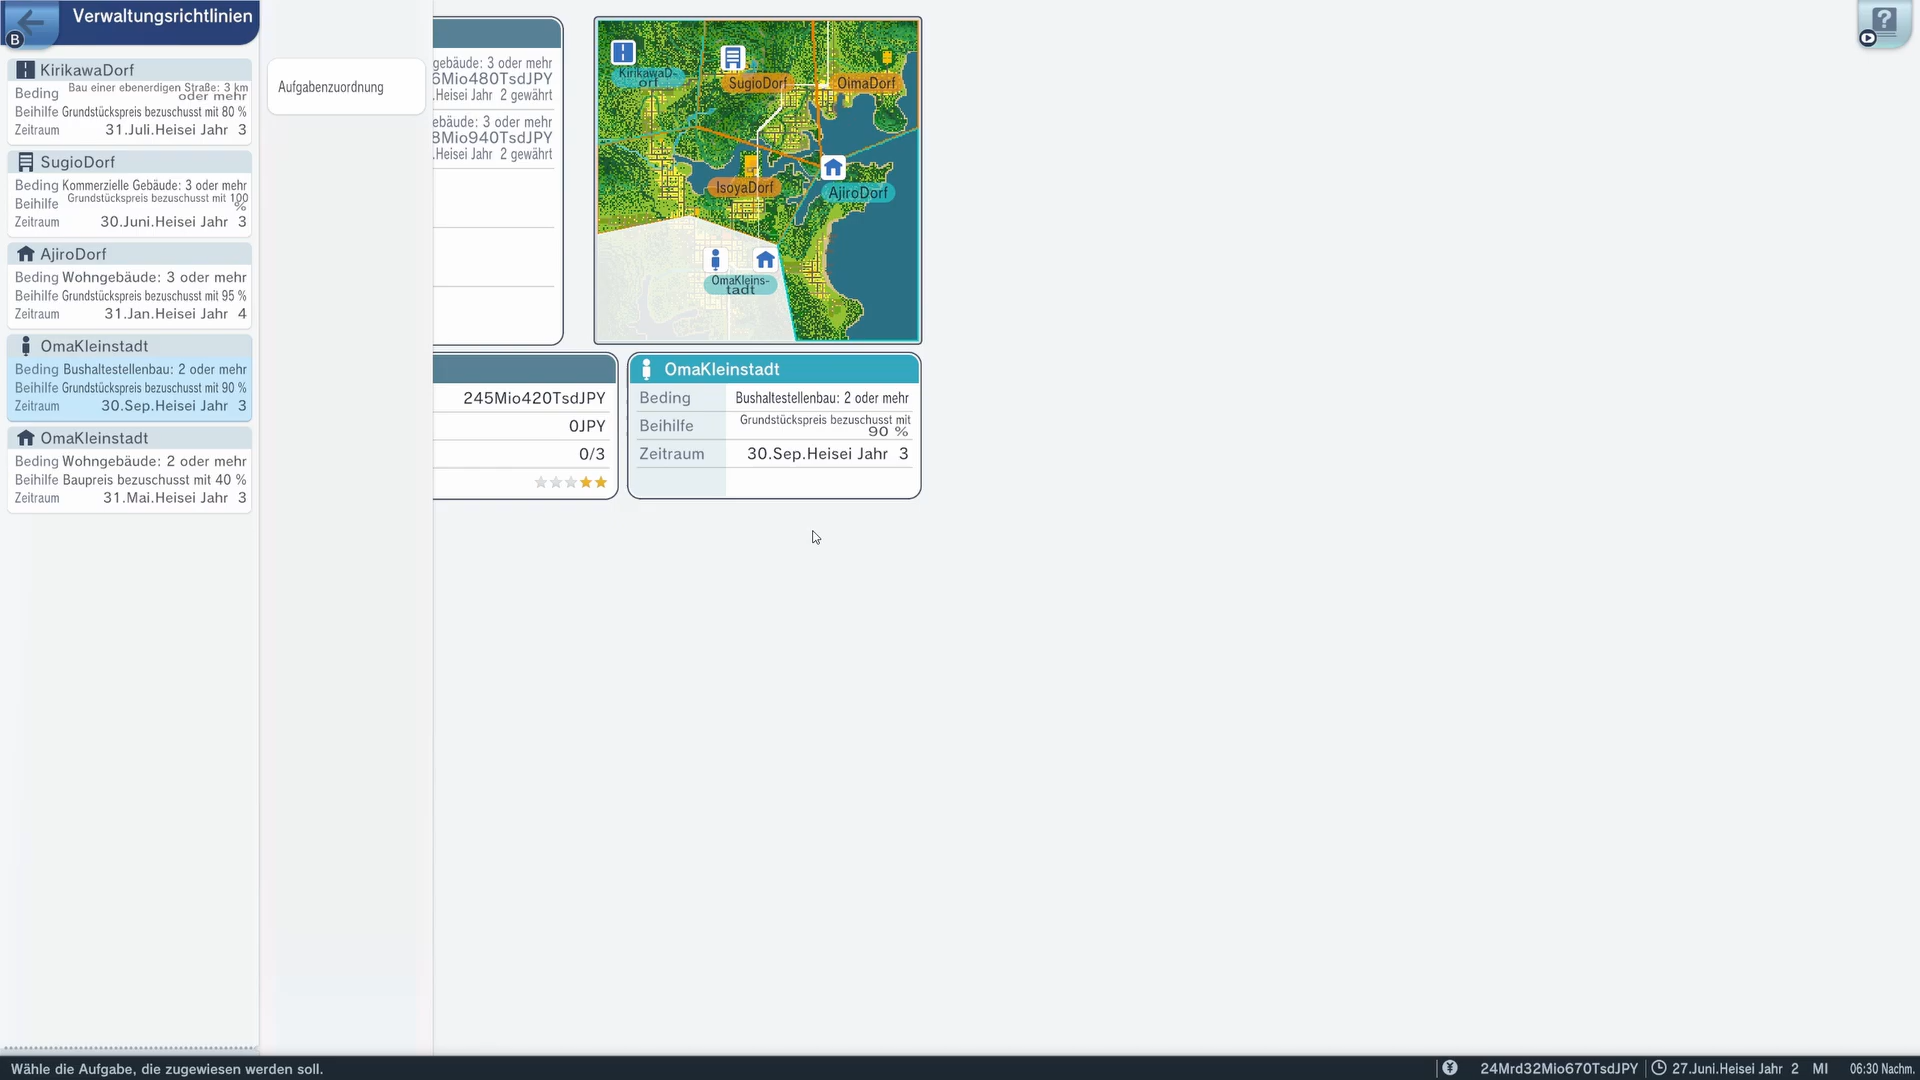 Verwaltungsrichtlinien
B
KirikawaDorf
Beding Bau einer ebenerdigen Straße: 3 km oder mehr
Beihilfe Grundstückspreis bezuschusst mit 80 %
Zeitraum 31.Juli.Heisei Jahr 3
SugioDorf
Beding Kommerzielle Gebäude: 3 oder mehr
Beihilfe Grundstückspreis bezuschusst mit 100 %
Zeitraum 30.Juni.Heisei Jahr 3
AjiroDorf
Beding Wohngebäude: 3 oder mehr
Beihilfe Grundstückspreis bezuschusst mit 95 %
Zeitraum 31.Jan.Heisei Jahr 4
OmaKleinstadt
Beding Bushaltestellenbau: 2 oder mehr
Beihilfe Grundstückspreis bezuschusst mit 90 %
Zeitraum 30.Sep.Heisei Jahr 3
OmaKleinstadt
Beding Wohngebäude: 2 oder mehr
Beihilfe Baupreis bezuschusst mit 40 %
Zeitraum 31.Mai.Heisei Jahr 3
Aufgabenzuordnung
gebäude: 3 oder mehr
6Mio480TsdJPY
.Heisei Jahr 2 gewährt
ebäude: 3 oder mehr
8Mio940TsdJPY
.Heisei Jahr 2 gewährt
KirikawaD-
orf
SugioDorf
OimaDorf
IsoyaDorf
AjiroDorf
OmaKleins-
tadt
245Mio420TsdJPY
0JPY
0/3
OmaKleinstadt
Beding Bushaltestellenbau: 2 oder mehr
Beihilfe Grundstückspreis bezuschusst mit
90 %
Zeitraum 30.Sep.Heisei Jahr 3
?
Wähle die Aufgabe, die zugewiesen werden soll.
¥ 24Mrd32Mio670TsdJPY 27.Juni.Heisei Jahr 2 MI 06:30 Nachm.